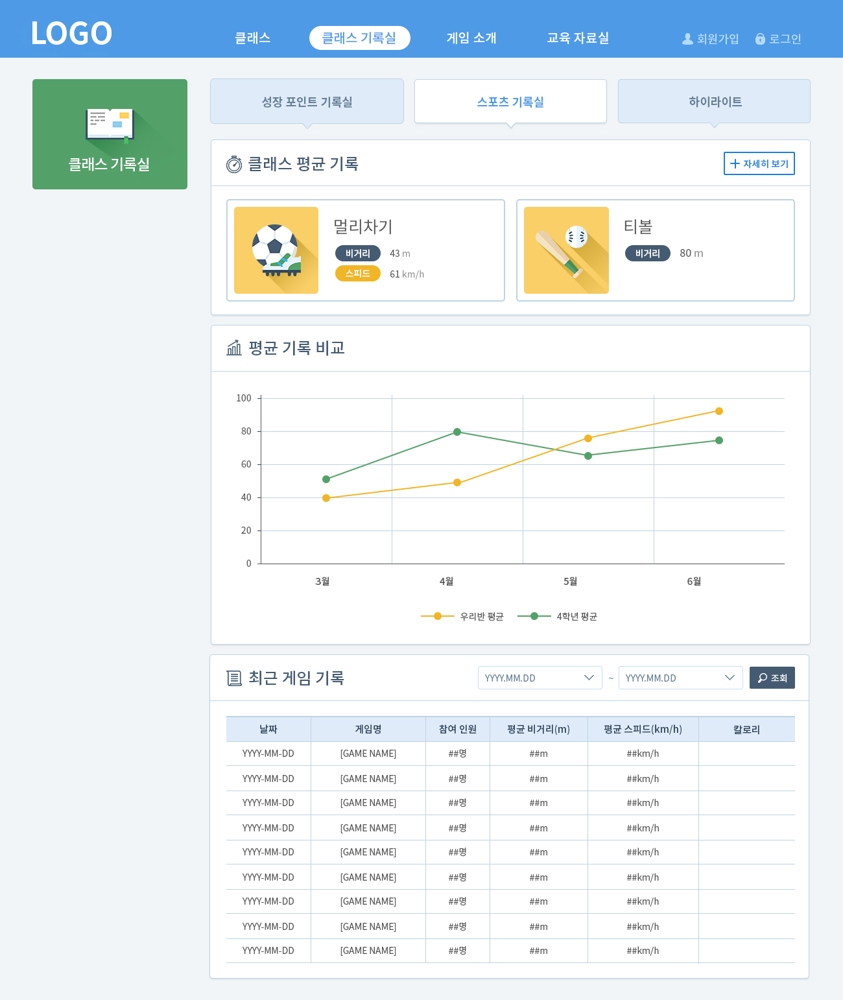 LOGO
클래스
클래스 기록실
게임 소개
교육 자료실
회원가입
로그인
클래스 기록실
성장 포인트 기록실
스포츠 기록실
하이라이트
클래스 평균 기록
자세히 보기
멀리차기
비거리 43 m
스피드 61 km/h
티볼
비거리 80 m
평균 기록 비교
100
80
60
40
20
0
3월 4월 5월 6월
우리반 평균 4학년 평균
최근 게임 기록
YYYY.MM.DD ~ YYYY.MM.DD 조회
날짜 게임명 참여 인원 평균 비거리(m) 평균 스피드(km/h) 칼로리
YYYY-MM-DD [GAME NAME] ##명 ##m ##km/h
YYYY-MM-DD [GAME NAME] ##명 ##m ##km/h
YYYY-MM-DD [GAME NAME] ##명 ##m ##km/h
YYYY-MM-DD [GAME NAME] ##명 ##m ##km/h
YYYY-MM-DD [GAME NAME] ##명 ##m ##km/h
YYYY-MM-DD [GAME NAME] ##명 ##m ##km/h
YYYY-MM-DD [GAME NAME] ##명 ##m ##km/h
YYYY-MM-DD [GAME NAME] ##명 ##m ##km/h
YYYY-MM-DD [GAME NAME] ##명 ##m ##km/h